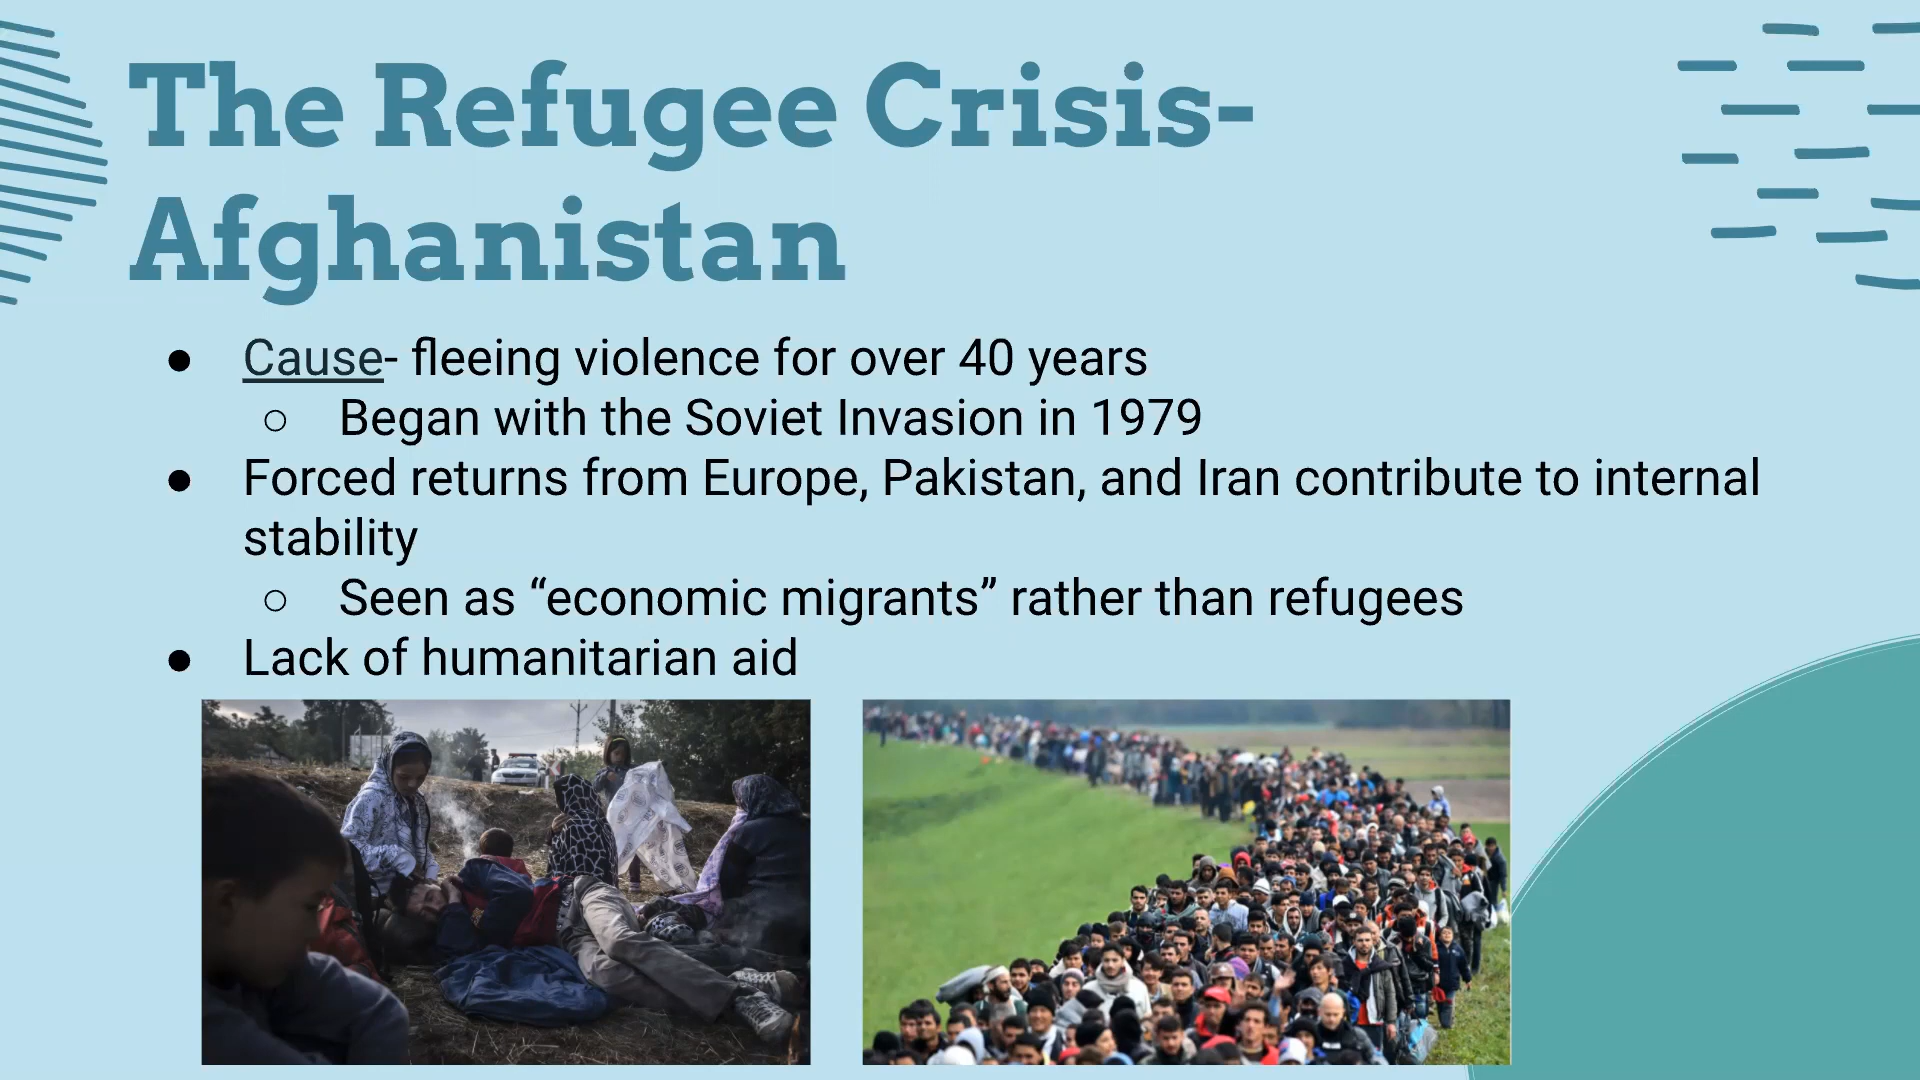 The Refugee Crisis-
Afghanistan
● Cause- fleeing violence for over 40 years
○ Began with the Soviet Invasion in 1979
● Forced returns from Europe, Pakistan, and Iran contribute to internal
stability
○ Seen as “economic migrants” rather than refugees
● Lack of humanitarian aid